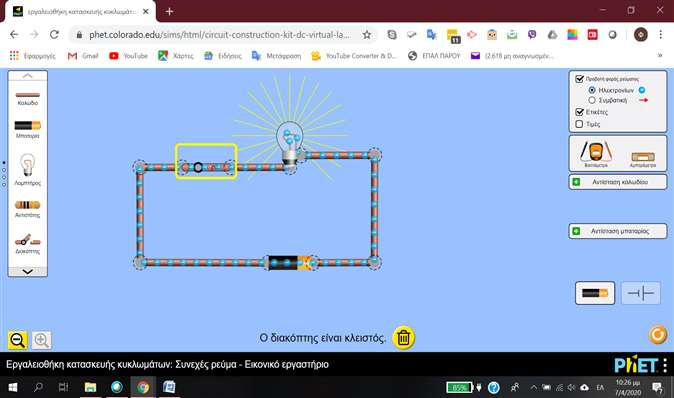 εργαλειοθήκη κατασκευής κυκλωμάτ
phet.colorado.edu/sims/html/circuit-construction-kit-dc-virtual-la...
11
Εφαρμογές Gmail YouTube Χάρτες Ειδήσεις Μετάφραση YouTube Converter & D... ΕΠΑΛ ΠΑΡΟΥ (2.618 μη αναγνωσμέν...
Καλώδιο
Μπαταρία
Λαμπτήρας
Αντιστάτης
Διακόπτης
Προβολή φοράς ρεύματος
Ηλεκτρονίων
Συμβατική
Ετικέτες
Τιμές
Βολτόμετρο Αμπερόμετρο
Αντίσταση καλωδίου
Αντίσταση μπαταρίας
Ο διακόπτης είναι κλειστός.
Εργαλειοθήκη κατασκευής κυκλωμάτων: Συνεχές ρεύμα - Εικονικό εργαστήριο
PhET
85%
ΕΛ
10:26 μμ
7/4/2020